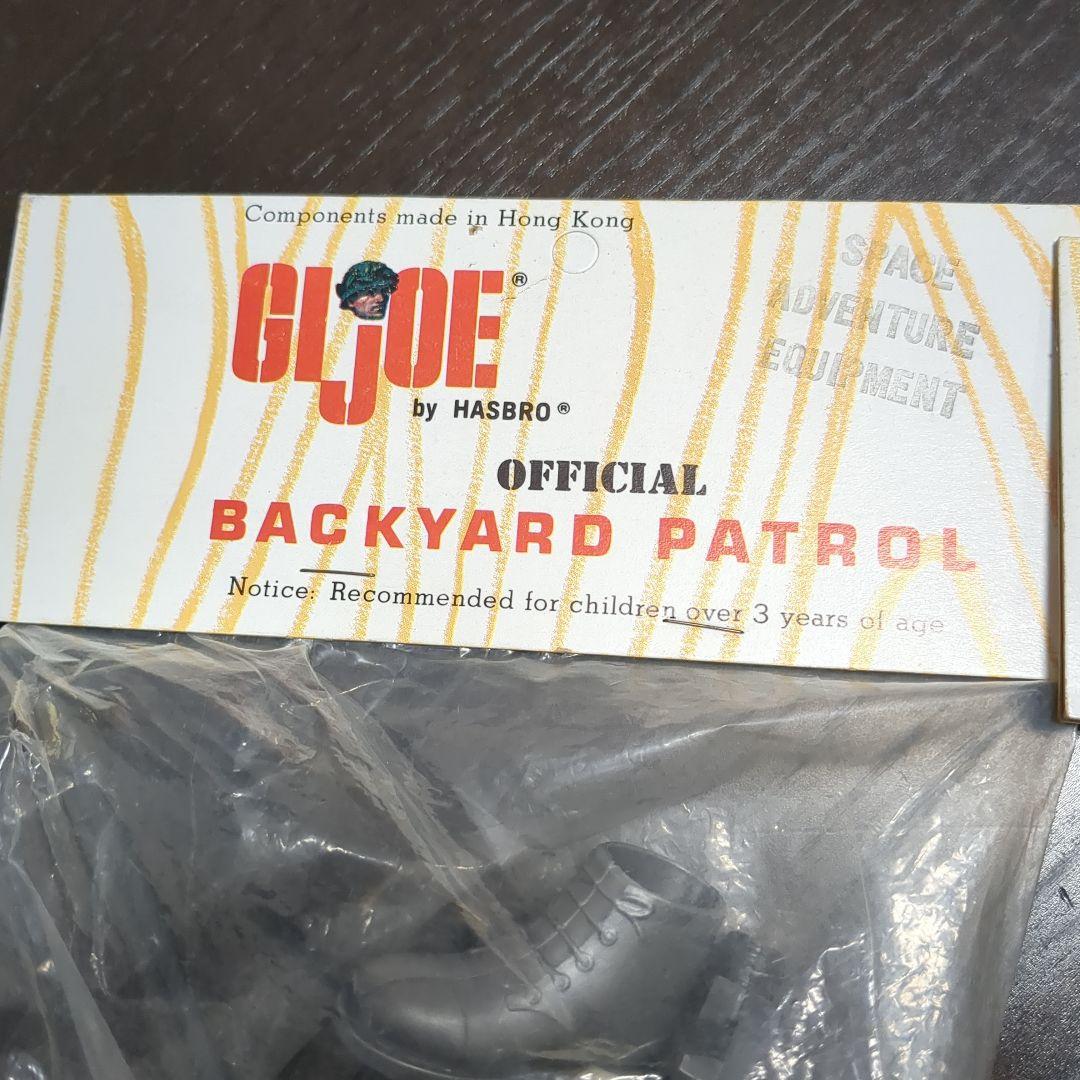 Components made in Hong Kong
GI JOE®
by HASBRO®
SPACE
ADVENTURE
EQUIPMENT
OFFICIAL
BACKYARD PATROL
Notice: Recommended for children over 3 years of age